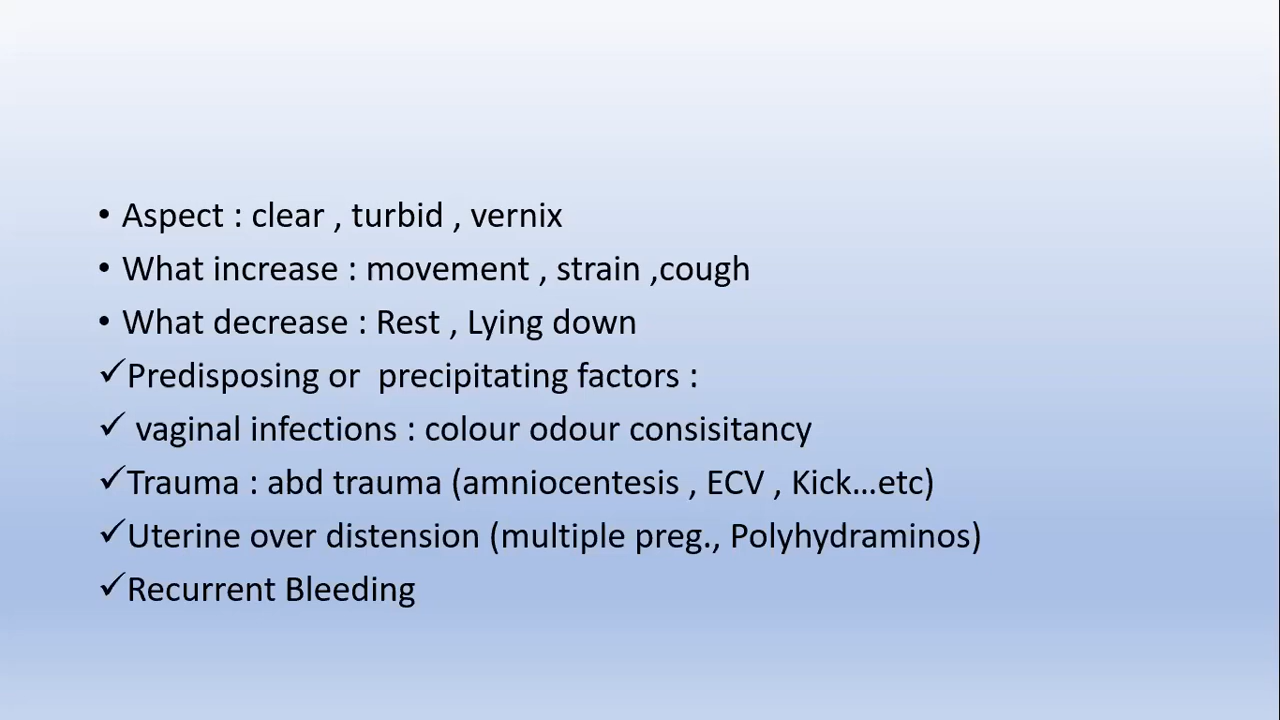 • Aspect : clear , turbid , vernix
• What increase : movement , strain ,cough
• What decrease : Rest , Lying down
✓Predisposing or  precipitating factors :
✓ vaginal infections : colour odour consisitancy
✓Trauma : abd trauma (amniocentesis , ECV , Kick...etc)
✓Uterine over distension (multiple preg., Polyhydraminos)
✓Recurrent Bleeding